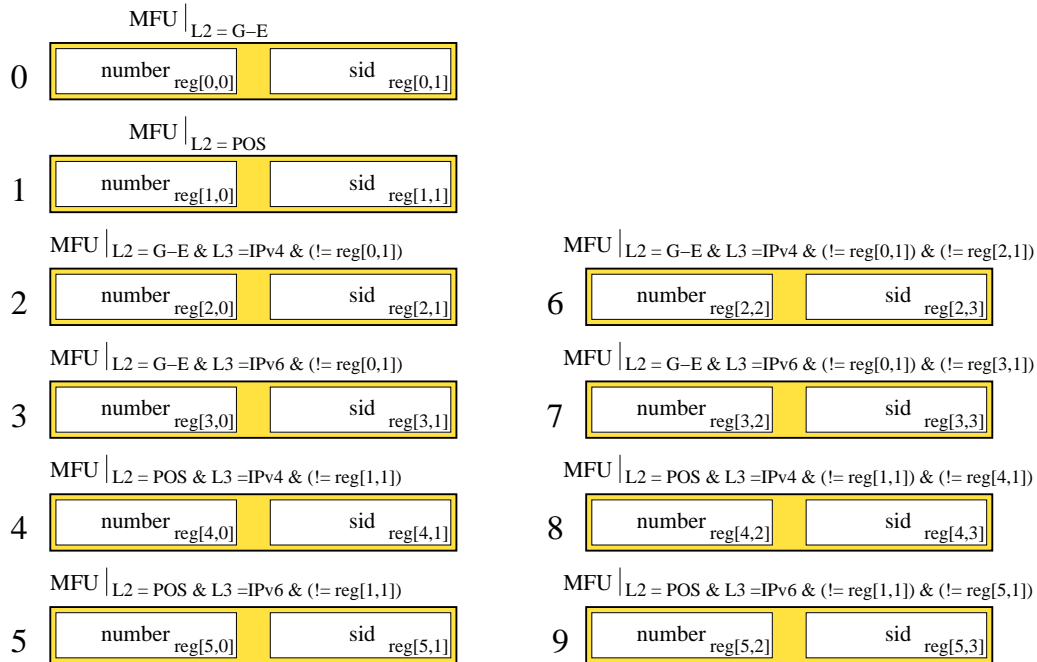 MFU | L2 = G–E
0 number reg[0,0] sid reg[0,1]
MFU | L2 = POS
1 number reg[1,0] sid reg[1,1]
MFU | L2 = G–E & L3 =IPv4 & (!= reg[0,1])
2 number reg[2,0] sid reg[2,1]
MFU | L2 = G–E & L3 =IPv4 & (!= reg[0,1]) & (!= reg[2,1])
6 number reg[2,2] sid reg[2,3]
MFU | L2 = G–E & L3 =IPv6 & (!= reg[0,1])
3 number reg[3,0] sid reg[3,1]
MFU | L2 = G–E & L3 =IPv6 & (!= reg[0,1]) & (!= reg[3,1])
7 number reg[3,2] sid reg[3,3]
MFU | L2 = POS & L3 =IPv4 & (!= reg[1,1])
4 number reg[4,0] sid reg[4,1]
MFU | L2 = POS & L3 =IPv4 & (!= reg[1,1]) & (!= reg[4,1])
8 number reg[4,2] sid reg[4,3]
MFU | L2 = POS & L3 =IPv6 & (!= reg[1,1])
5 number reg[5,0] sid reg[5,1]
MFU | L2 = POS & L3 =IPv6 & (!= reg[1,1]) & (!= reg[5,1])
9 number reg[5,2] sid reg[5,3]